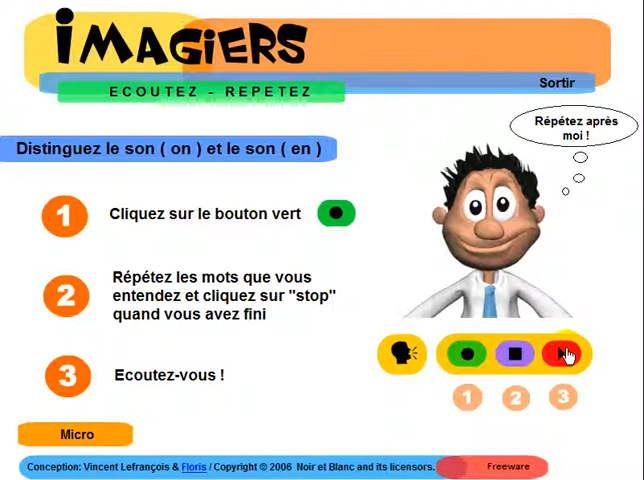 iMAGiERS
ECOUTEZ - REPETEZ
Sortir
Répétez après
moi !
Distinguez le son ( on ) et le son ( en )
1 Cliquez sur le bouton vert
2 Répétez les mots que vous
entendez et cliquez sur "stop"
quand vous avez fini
3 Ecoutez-vous !
1 2 3
Micro
Conception: Vincent Lefrançois & Floris / Copyright © 2006 Noir et Blanc and its licensors. Freeware